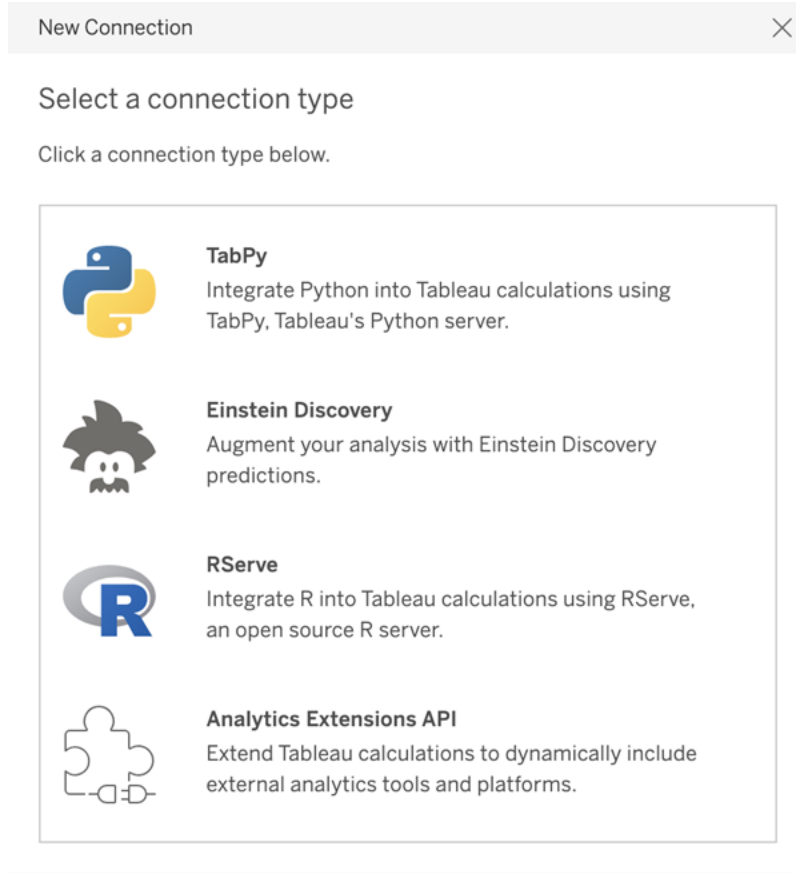 New Connection
Select a connection type
Click a connection type below.
TabPy
Integrate Python into Tableau calculations using
TabPy, Tableau's Python server.
Einstein Discovery
Augment your analysis with Einstein Discovery
predictions.
R
RServe
Integrate R into Tableau calculations using RServe,
an open source R server.
Analytics Extensions API
Extend Tableau calculations to dynamically include
external analytics tools and platforms.